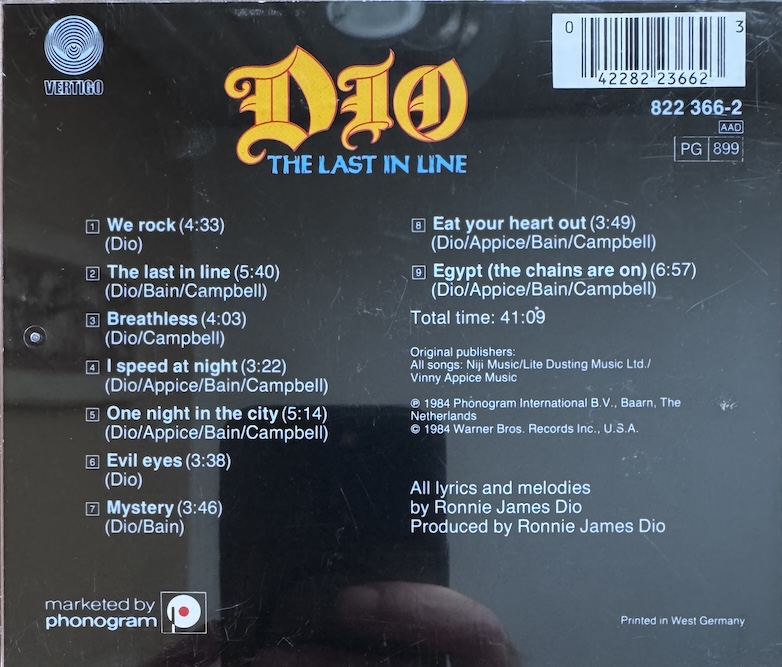 VERTIGO
DIO
THE LAST IN LINE
0 42282 23662 3
822 366-2
AAD
PG 899
1 We rock (4:33)
(Dio)
2 The last in line (5:40)
(Dio/Bain/Campbell)
3 Breathless (4:03)
(Dio/Campbell)
4 I speed at night (3:22)
(Dio/Appice/Bain/Campbell)
5 One night in the city (5:14)
(Dio/Appice/Bain/Campbell)
6 Evil eyes (3:38)
(Dio)
7 Mystery (3:46)
(Dio/Bain)
8 Eat your heart out (3:49)
(Dio/Appice/Bain/Campbell)
9 Egypt (the chains are on) (6:57)
(Dio/Appice/Bain/Campbell)
Total time: 41:09
Original publishers:
All songs: Niji Music/Lite Dusting Music Ltd./
Vinny Appice Music
℗ 1984 Phonogram International B.V., Baarn, The
Netherlands
© 1984 Warner Bros. Records Inc., U.S.A.
All lyrics and melodies
by Ronnie James Dio
Produced by Ronnie James Dio
marketed by
phonogram
Printed in West Germany